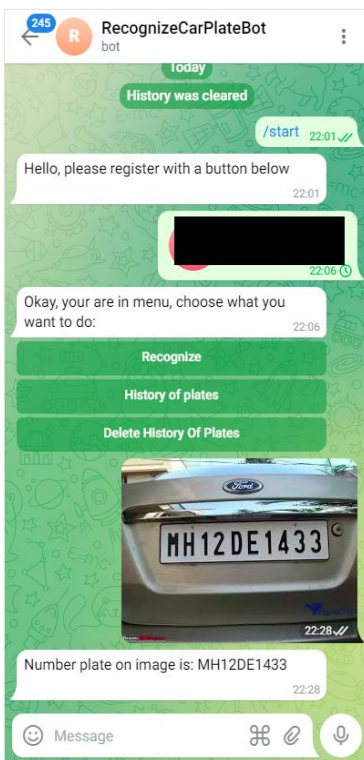 245
R
RecognizeCarPlateBot
bot
Today
History was cleared
/start 22:01
Hello, please register with a button below
22:01
22:06
Okay, your are in menu, choose what you
want to do:
22:06
Recognize
History of plates
Delete History Of Plates
Ford
MH12DE1433
22:28
Number plate on image is: MH12DE1433
22:28
Message